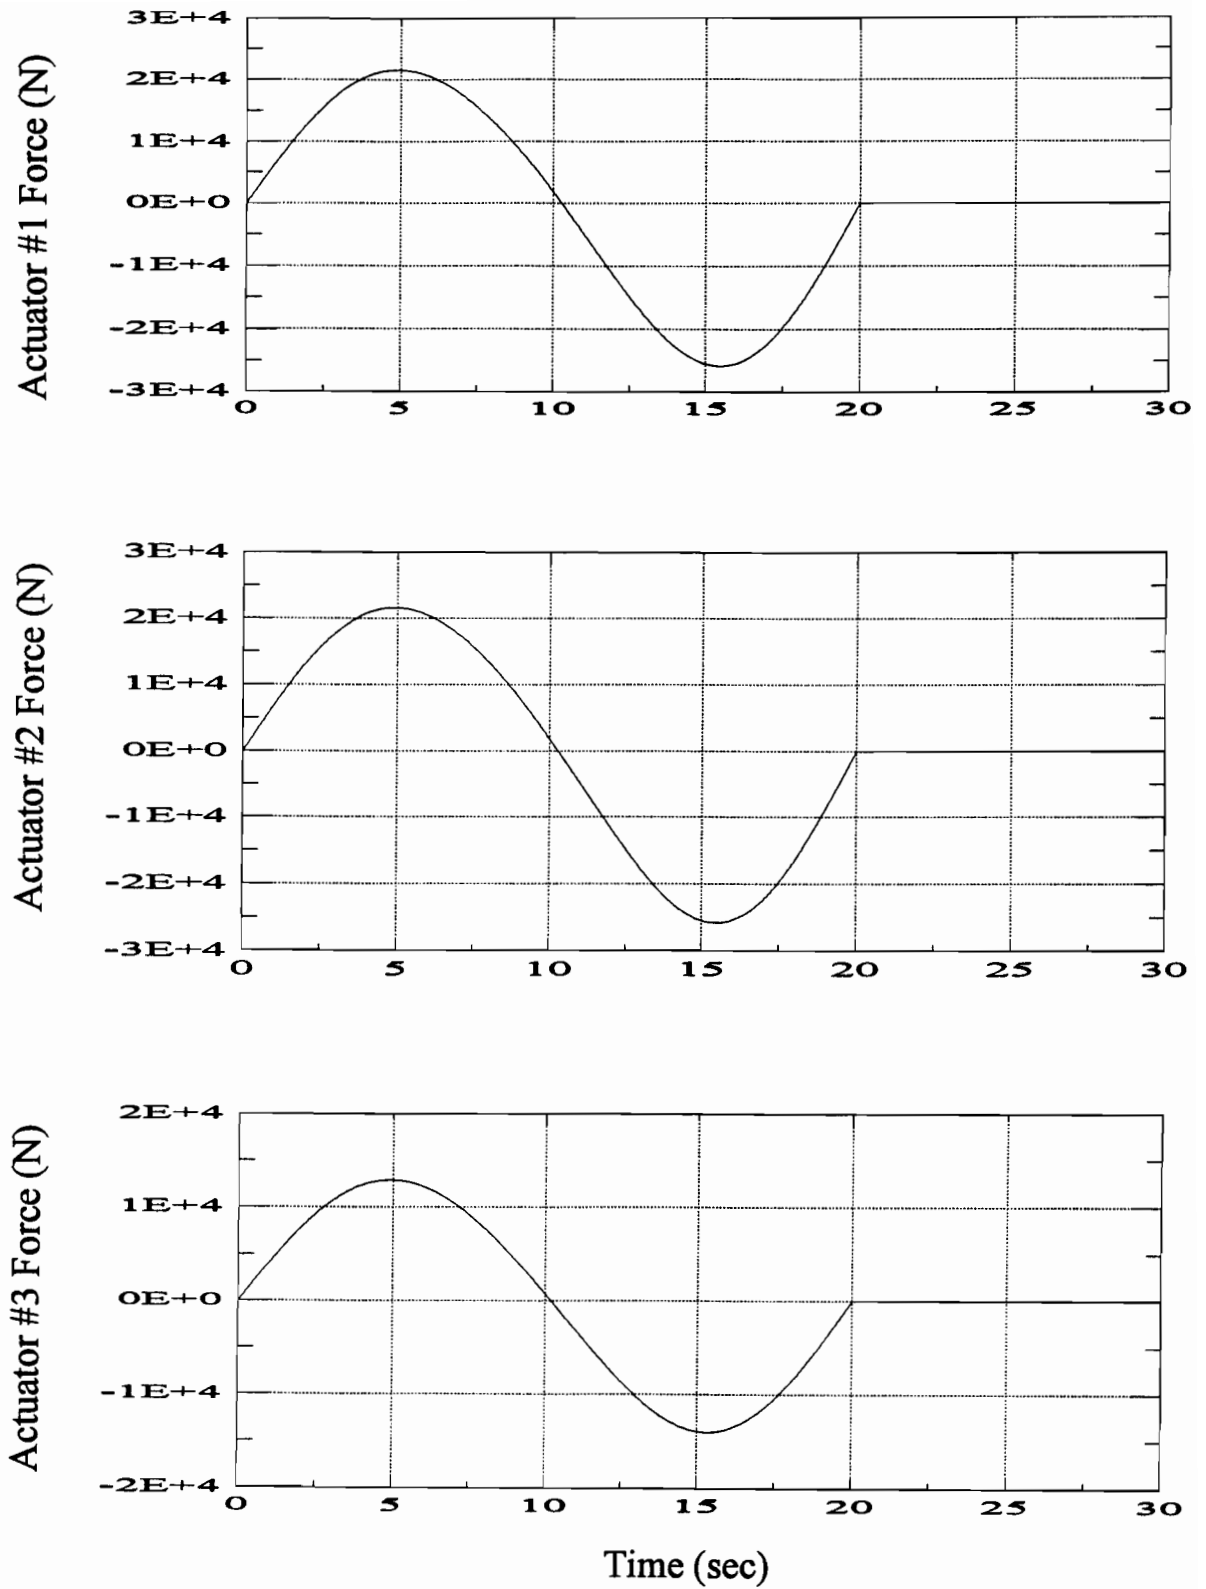 Actuator #1 Force (N)
3E+4
2E+4
1E+4
0E+0
-1E+4
-2E+4
-3E+4
0 5 10 15 20 25 30
Actuator #2 Force (N)
3E+4
2E+4
1E+4
0E+0
-1E+4
-2E+4
-3E+4
0 5 10 15 20 25 30
Actuator #3 Force (N)
2E+4
1E+4
0E+0
-1E+4
-2E+4
0 5 10 15 20 25 30
Time (sec)